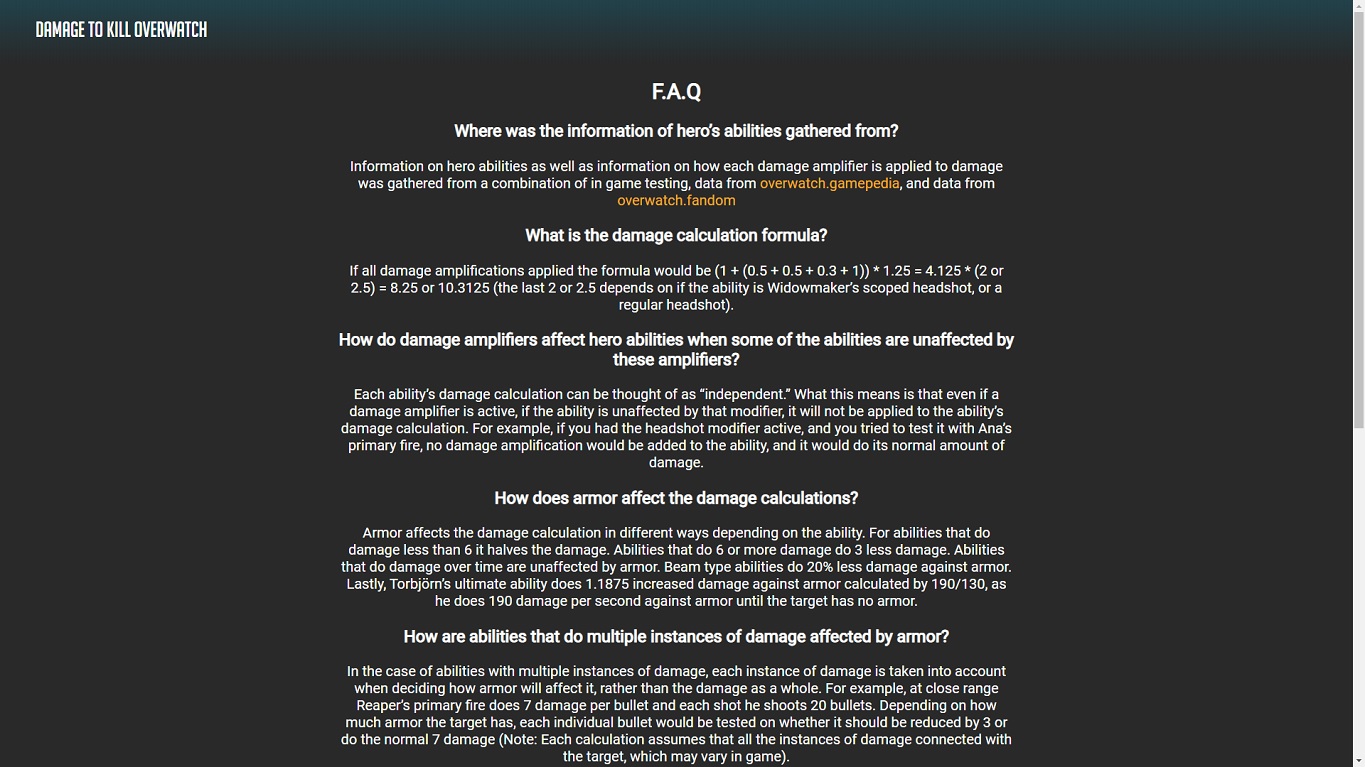 DAMAGE TO KILL OVERWATCH
F.A.Q
Where was the information of hero’s abilities gathered from?
Information on hero abilities as well as information on how each damage amplifier is applied to damage
was gathered from a combination of in game testing, data from overwatch.gamepedia, and data from
overwatch.fandom
What is the damage calculation formula?
If all damage amplifications applied the formula would be (1 + (0.5 + 0.5 + 0.3 + 1)) * 1.25 = 4.125 * (2 or
2.5) = 8.25 or 10.3125 (the last 2 or 2.5 depends on if the ability is Widowmaker’s scoped headshot, or a
regular headshot).
How do damage amplifiers affect hero abilities when some of the abilities are unaffected by
these amplifiers?
Each ability’s damage calculation can be thought of as “independent.” What this means is that even if a
damage amplifier is active, if the ability is unaffected by that modifier, it will not be applied to the ability’s
damage calculation. For example, if you had the headshot modifier active, and you tried to test it with Ana’s
primary fire, no damage amplification would be added to the ability, and it would do its normal amount of
damage.
How does armor affect the damage calculations?
Armor affects the damage calculation in different ways depending on the ability. For abilities that do
damage less than 6 it halves the damage. Abilities that do 6 or more damage do 3 less damage. Abilities
that do damage over time are unaffected by armor. Beam type abilities do 20% less damage against armor.
Lastly, Torbjörn’s ultimate ability does 1.1875 increased damage against armor calculated by 190/130, as
he does 190 damage per second against armor until the target has no armor.
How are abilities that do multiple instances of damage affected by armor?
In the case of abilities with multiple instances of damage, each instance of damage is taken into account
when deciding how armor will affect it, rather than the damage as a whole. For example, at close range
Reaper’s primary fire does 7 damage per bullet and each shot he shoots 20 bullets. Depending on how
much armor the target has, each individual bullet would be tested on whether it should be reduced by 3 or
do the normal 7 damage (Note: Each calculation assumes that all the instances of damage connected with
the target, which may vary in game).